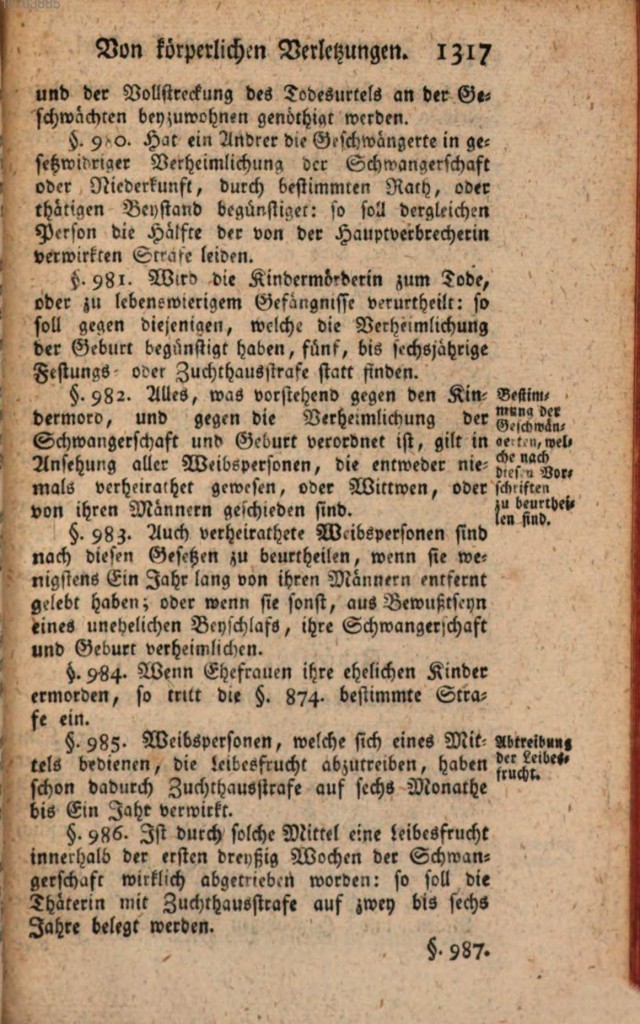 Von körperlichen Verletzungen. 1317
und der Vollstreckung des Todesurtels an der Ge-
schwächten beyzuwohnen genöthigt werden.
§. 980. Hat ein Andrer die Geschwängerte in ge-
setzwidriger Verheimlichung der Schwangerschaft
oder Niederkunft, durch bestimmten Rath, oder
thätigen Beystand begünstiget: so soll dergleichen
Person die Hälfte der von der Hauptverbrecherin
verwirkten Strafe leiden.
§. 981. Wird die Kindermörderin zum Tode,
oder zu lebenswierigem Gefängnisse verurtheilt: so
soll gegen diejenigen, welche die Verheimlichung
der Geburt begünstigt haben, fünf, bis sechsjährige
Festungs- oder Zuchthausstrafe statt finden.
§. 982. Alles, was vorstehend gegen den Kin-
dermord, und gegen die Verheimlichung der
Schwangerschaft und Geburt verordnet ist, gilt in
Ansehung aller Weibspersonen, die entweder nie-
mals verheirathet gewesen, oder Wittwen, oder
von ihren Männern geschieden sind.
Bestim-
mung der
Geschwän-
gerten, wel-
che nach
diesen Vor-
schriften
zu beurthei-
len sind.
§. 983. Auch verheirathete Weibspersonen sind
nach diesen Gesetzen zu beurtheilen, wenn sie we-
nigstens Ein Jahr lang von ihren Männern entfernt
gelebt haben; oder wenn sie sonst, aus Bewußtseyn
eines unehelichen Beyschlafs, ihre Schwangerschaft
und Geburt verheimlichen.
§. 984. Wenn Ehefrauen ihre ehelichen Kinder
ermorden, so tritt die §. 874. bestimmte Stra-
fe ein.
§. 985. Weibspersonen, welche sich eines Mit-
tels bedienen, die Leibesfrucht abzutreiben, haben
schon dadurch Zuchthausstrafe auf sechs Monathe
bis Ein Jahr verwirkt.
Abtreibung
der Leibes-
frucht.
§. 986. Ist durch solche Mittel eine Leibesfrucht
innerhalb der ersten dreyßig Wochen der Schwan-
gerschaft wirklich abgetrieben worden: so soll die
Thäterin mit Zuchthausstrafe auf zwey bis sechs
Jahre belegt werden.
§. 987.